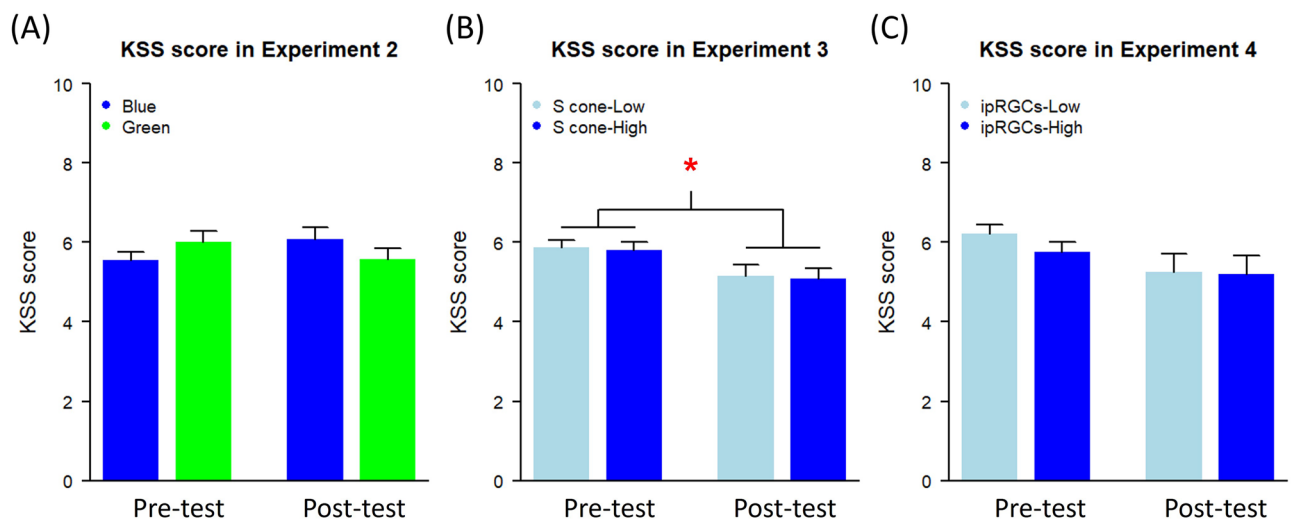 (A)
KSS score in Experiment 2
KSS score
10
8
6
4
2
0
Blue
Green
Pre-test
Post-test
(B)
KSS score in Experiment 3
KSS score
10
8
6
4
2
0
S cone-Low
S cone-High
*
Pre-test
Post-test
(C)
KSS score in Experiment 4
KSS score
10
8
6
4
2
0
ipRGCs-Low
ipRGCs-High
Pre-test
Post-test